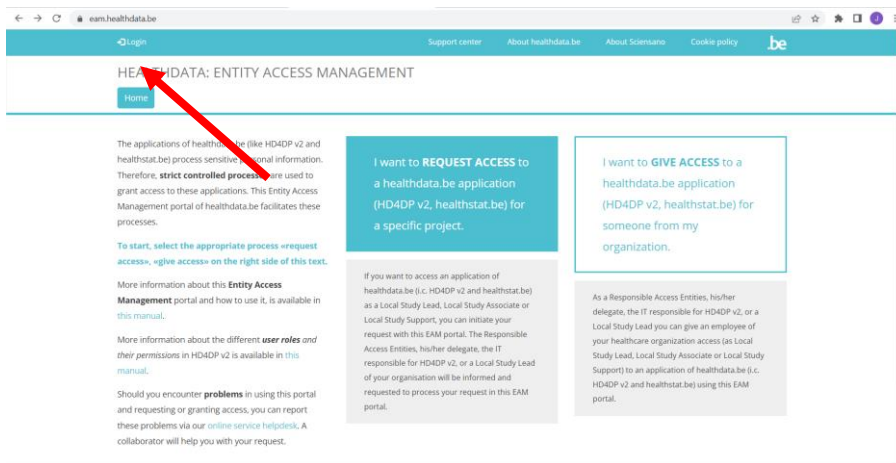 eam.healthdata.be
Login
Support center
About healthdata.be
About Sciensano
Cookie policy
.be
HEALTHDATA: ENTITY ACCESS MANAGEMENT
Home
The applications of healthdata.be (like HD4DP v2 and
healthstat.be) process sensitive personal information.
Therefore, strict controlled processes are used to
grant access to these applications. This Entity Access
Management portal of healthdata.be facilitates these
processes.
To start, select the appropriate process «request
access», «give access» on the right side of this text.
More information about this Entity Access
Management portal and how to use it, is available in
this manual.
More information about the different user roles and
their permissions in HD4DP v2 is available in this
manual.
Should you encounter problems in using this portal
and requesting or granting access, you can report
these problems via our online service helpdesk. A
collaborator will help you with your request.
I want to REQUEST ACCESS to
a healthdata.be application
(HD4DP v2, healthstat.be) for
a specific project.
If you want to access an application of
healthdata.be (i.c. HD4DP v2 and healthstat.be)
as a Local Study Lead, Local Study Associate or
Local Study Support, you can initiate your
request with this EAM portal. The Responsible
Access Entities, his/her delegate, the IT
responsible for HD4DP v2, or a Local Study Lead
of your organisation will be informed and
requested to process your request in this EAM
portal.
I want to GIVE ACCESS to a
healthdata.be application
(HD4DP v2, healthstat.be) for
someone from my
organization.
As a Responsible Access Entities, his/her
delegate, the IT responsible for HD4DP v2, or a
Local Study Lead you can give an employee of
your healthcare organization access (as Local
Study Lead, Local Study Associate or Local Study
Support) to an application of healthdata.be (i.c.
HD4DP v2 and healthstat.be) using this EAM
portal.